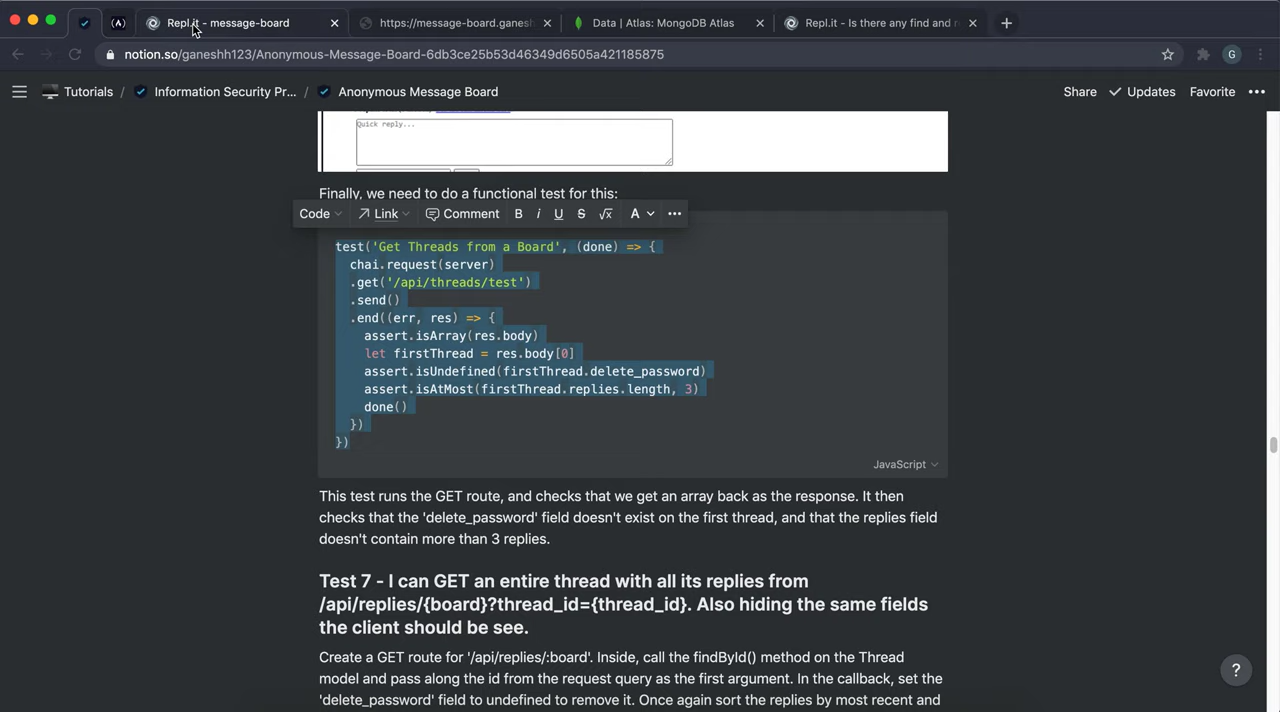 Repl.it - message-board
https://message-board.ganesh
Data | Atlas: MongoDB Atlas
Repl.it - Is there any find and r
notion.so/ganeshh123/Anonymous-Message-Board-6db3ce25b53d46349d6505a421185875
G
Tutorials / Information Security Pr... / Anonymous Message Board
Share Updates Favorite
Quick reply...
Finally, we need to do a functional test for this:
Code Link Comment B i U S √x A
test('Get Threads from a Board', (done) => {
chai.request(server)
.get('/api/threads/test')
.send()
.end((err, res) => {
assert.isArray(res.body)
let firstThread = res.body[0]
assert.isUndefined(firstThread.delete_password)
assert.isAtMost(firstThread.replies.length, 3)
done()
})
})
JavaScript
This test runs the GET route, and checks that we get an array back as the response. It then
checks that the 'delete_password' field doesn't exist on the first thread, and that the replies field
doesn't contain more than 3 replies.
Test 7 - I can GET an entire thread with all its replies from
/api/replies/{board}?thread_id={thread_id}. Also hiding the same fields
the client should be see.
Create a GET route for '/api/replies/:board'. Inside, call the findById() method on the Thread
model and pass along the id from the request query as the first argument. In the callback, set the
'delete_password' field to undefined to remove it. Once again sort the replies by most recent and
?